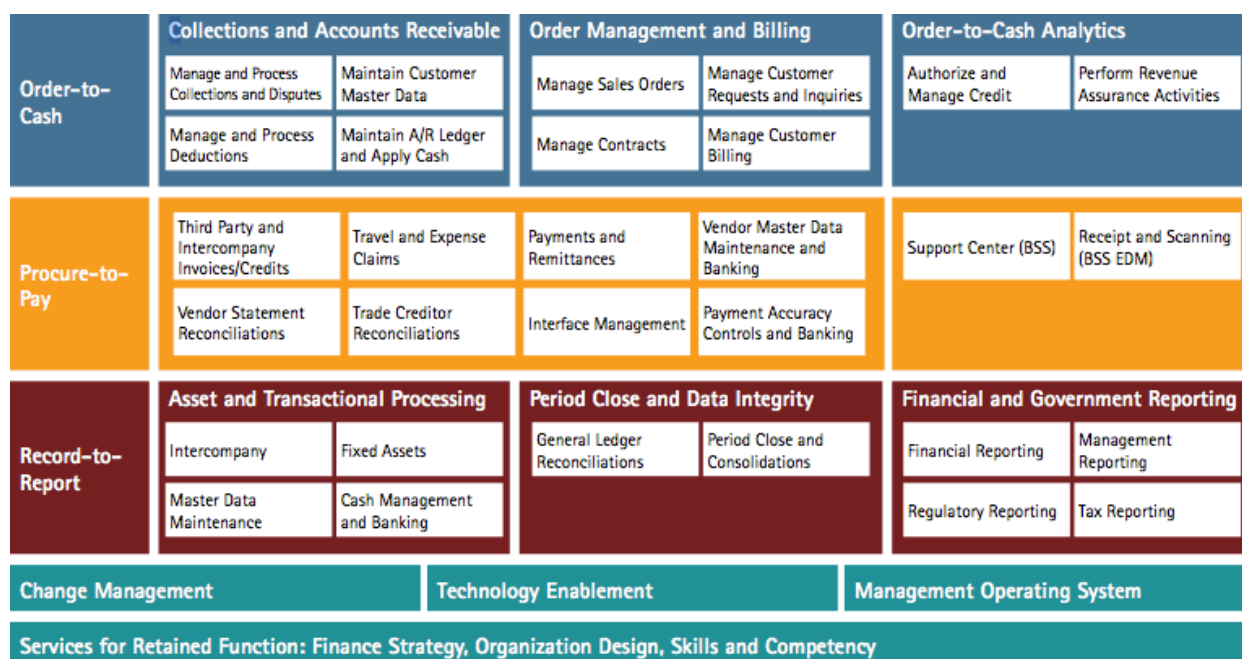 Order-to-
Cash
Collections and Accounts Receivable
Manage and Process
Collections and Disputes
Maintain Customer
Master Data
Manage and Process
Deductions
Maintain A/R Ledger
and Apply Cash
Order Management and Billing
Manage Sales Orders
Manage Customer
Requests and Inquiries
Manage Contracts
Manage Customer
Billing
Order-to-Cash Analytics
Authorize and
Manage Credit
Perform Revenue
Assurance Activities
Procure-to-
Pay
Third Party and
Intercompany
Invoices/Credits
Travel and Expense
Claims
Payments and
Remittances
Vendor Master Data
Maintenance and
Banking
Vendor Statement
Reconciliations
Trade Creditor
Reconciliations
Interface Management
Payment Accuracy
Controls and Banking
Support Center (BSS)
Receipt and Scanning
(BSS EDM)
Record-to-
Report
Asset and Transactional Processing
Intercompany
Fixed Assets
Master Data
Maintenance
Cash Management
and Banking
Period Close and Data Integrity
General Ledger
Reconciliations
Period Close and
Consolidations
Financial and Government Reporting
Financial Reporting
Management
Reporting
Regulatory Reporting
Tax Reporting
Change Management
Technology Enablement
Management Operating System
Services for Retained Function: Finance Strategy, Organization Design, Skills and Competency